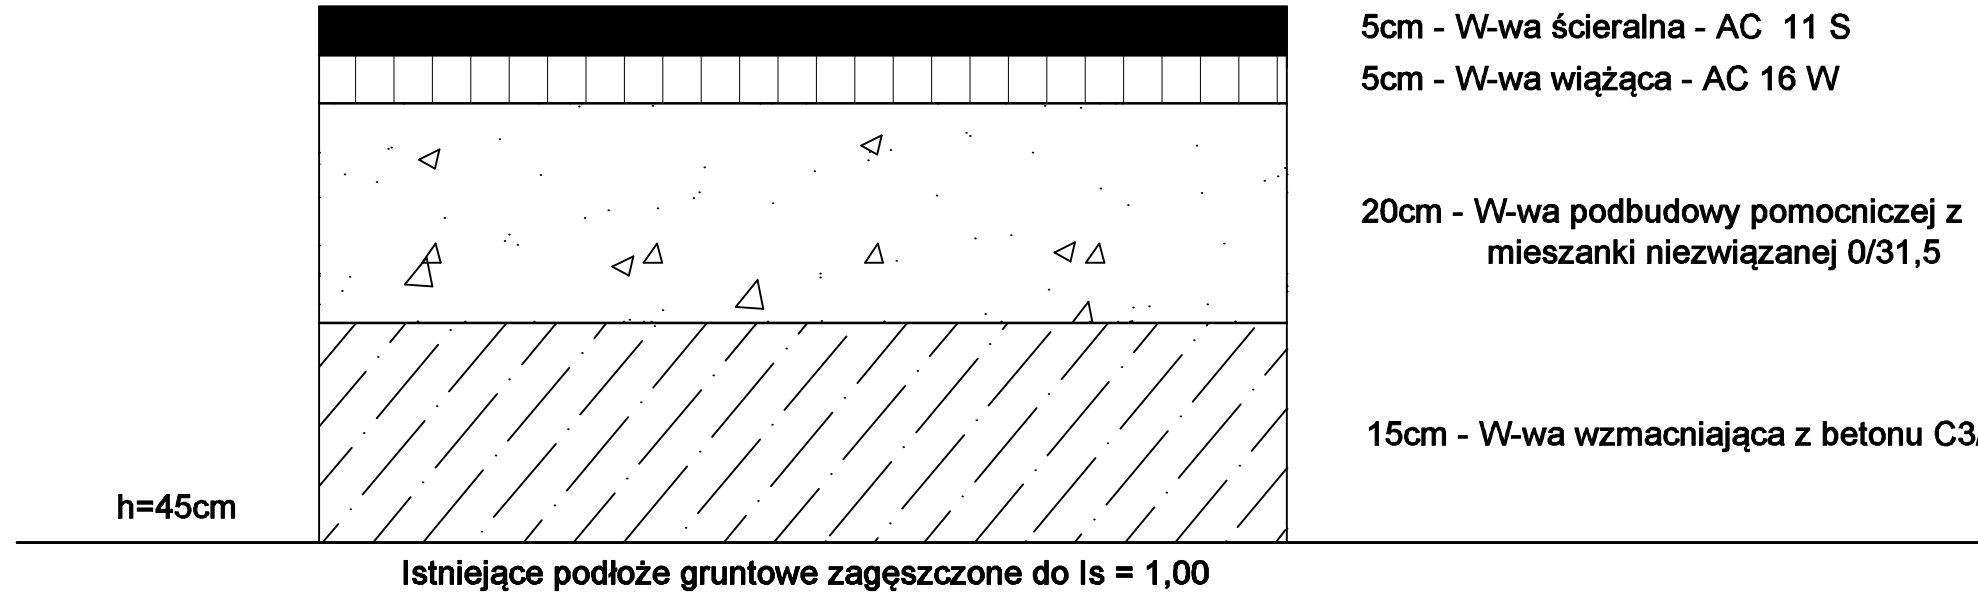 5cm - W-wa ścieralna - AC 11 S
5cm - W-wa wiążąca - AC 16 W
20cm - W-wa podbudowy pomocniczej z
mieszanki niezwiązanej 0/31,5
15cm - W-wa wzmacniająca z betonu
h=45cm
Istniejące podłoże gruntowe zagęszczone do Is = 1,00